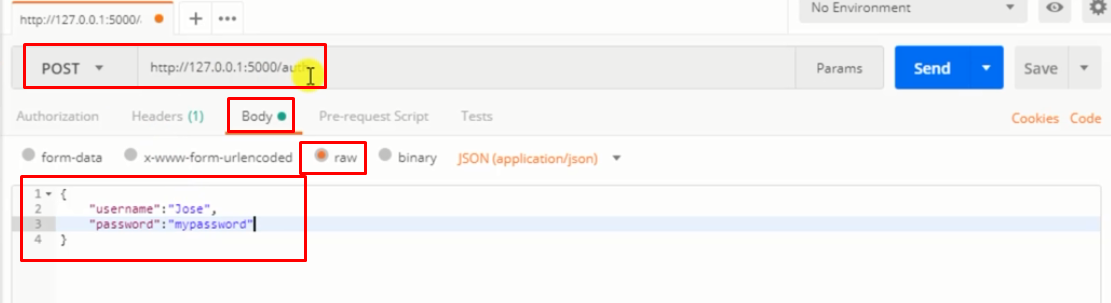 http://127.0.0.1:5000/ No Environment
POST http://127.0.0.1:5000/auth Params Send Save
Authorization Headers (1) Body Pre-request Script Tests Cookies Code
form-data x-www-form-urlencoded raw binary JSON (application/json)
1 {
2 "username":"Jose",
3 "password":"mypassword"
4 }